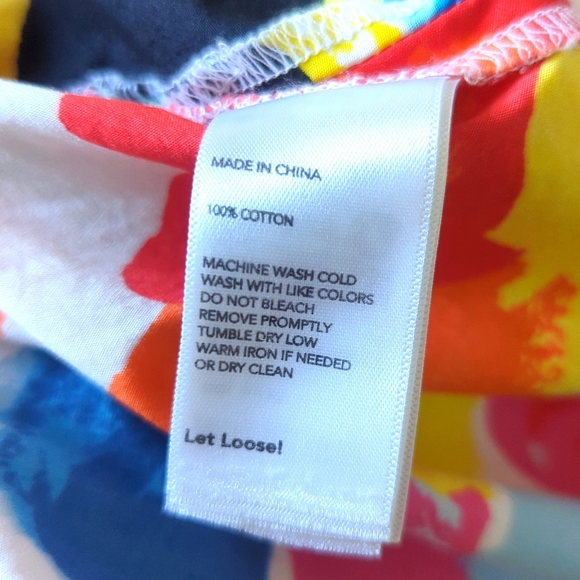 MADE IN CHINA
100% COTTON
MACHINE WASH COLD
WASH WITH LIKE COLORS
DO NOT BLEACH
REMOVE PROMPTLY
TUMBLE DRY LOW
WARM IRON IF NEEDED
OR DRY CLEAN
Let Loose!